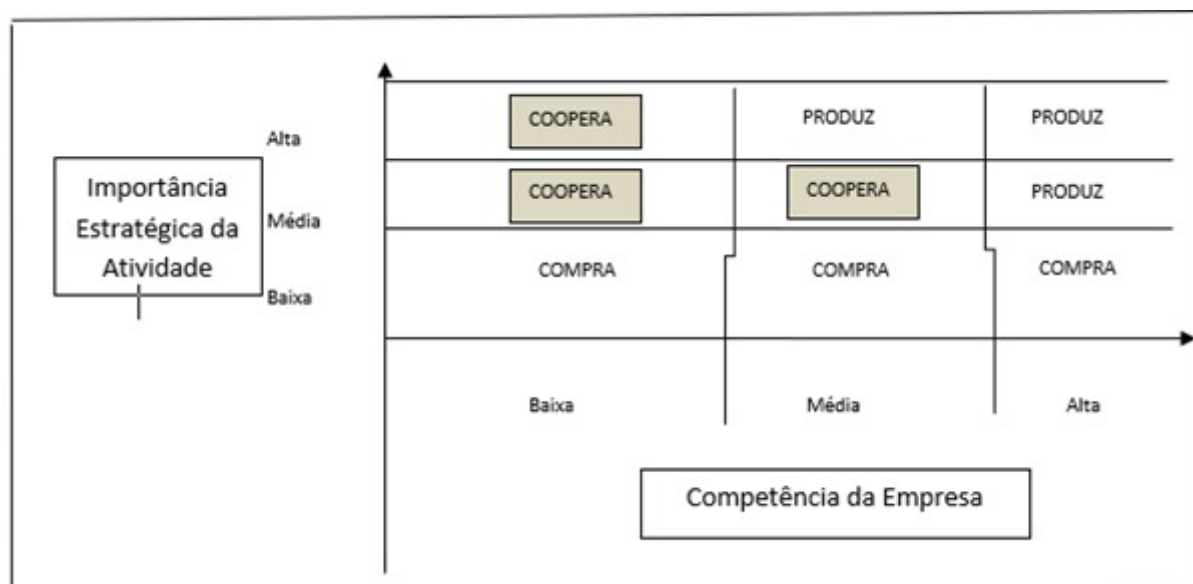 COOPERA PRODUZ PRODUZ
Alta
Importância
Estratégica da
Atividade
COOPERA COOPERA PRODUZ
Média
COMPRA COMPRA COMPRA
Baixa
Baixa Média Alta
Competência da Empresa